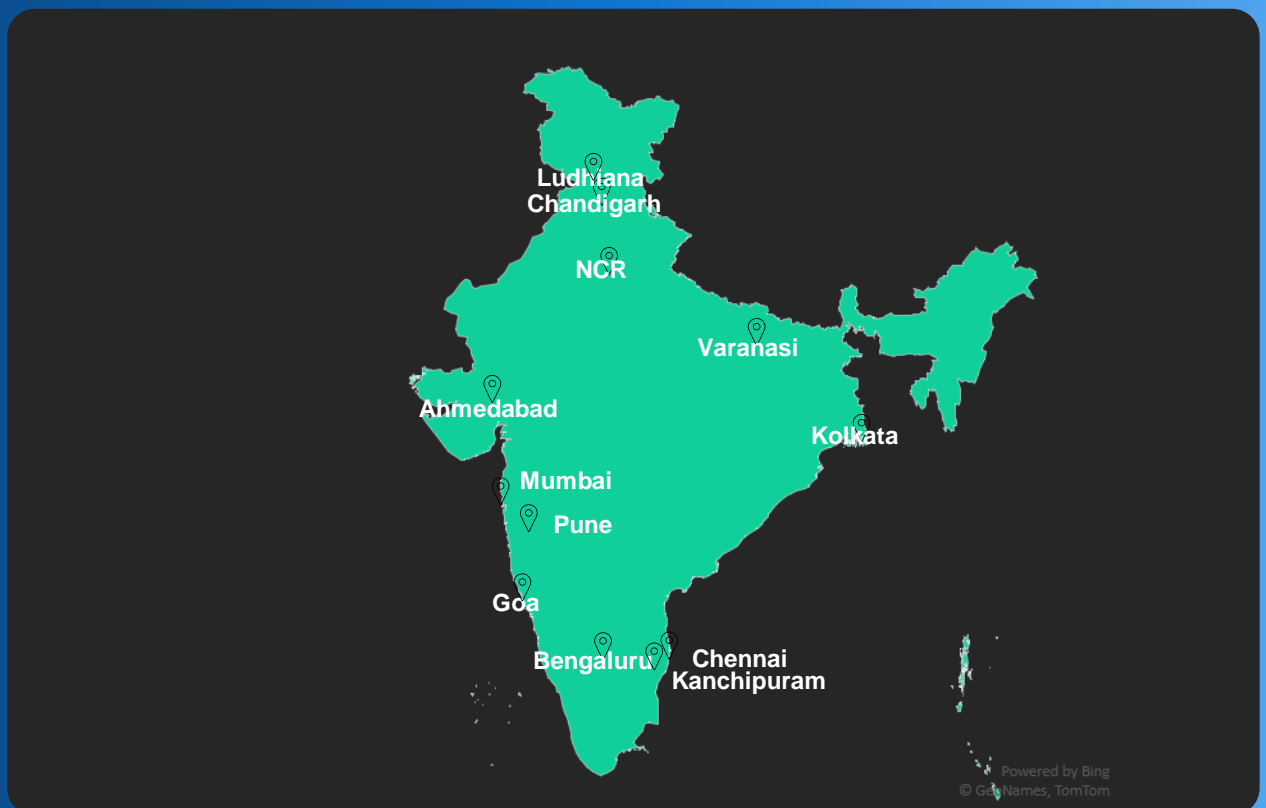 Ludhiana
Chandigarh
NCR
Varanasi
Ahmedabad
Kolkata
Mumbai
Pune
Goa
Bengaluru
Chennai
Kanchipuram
Powered by Bing
© GeoNames, TomTom